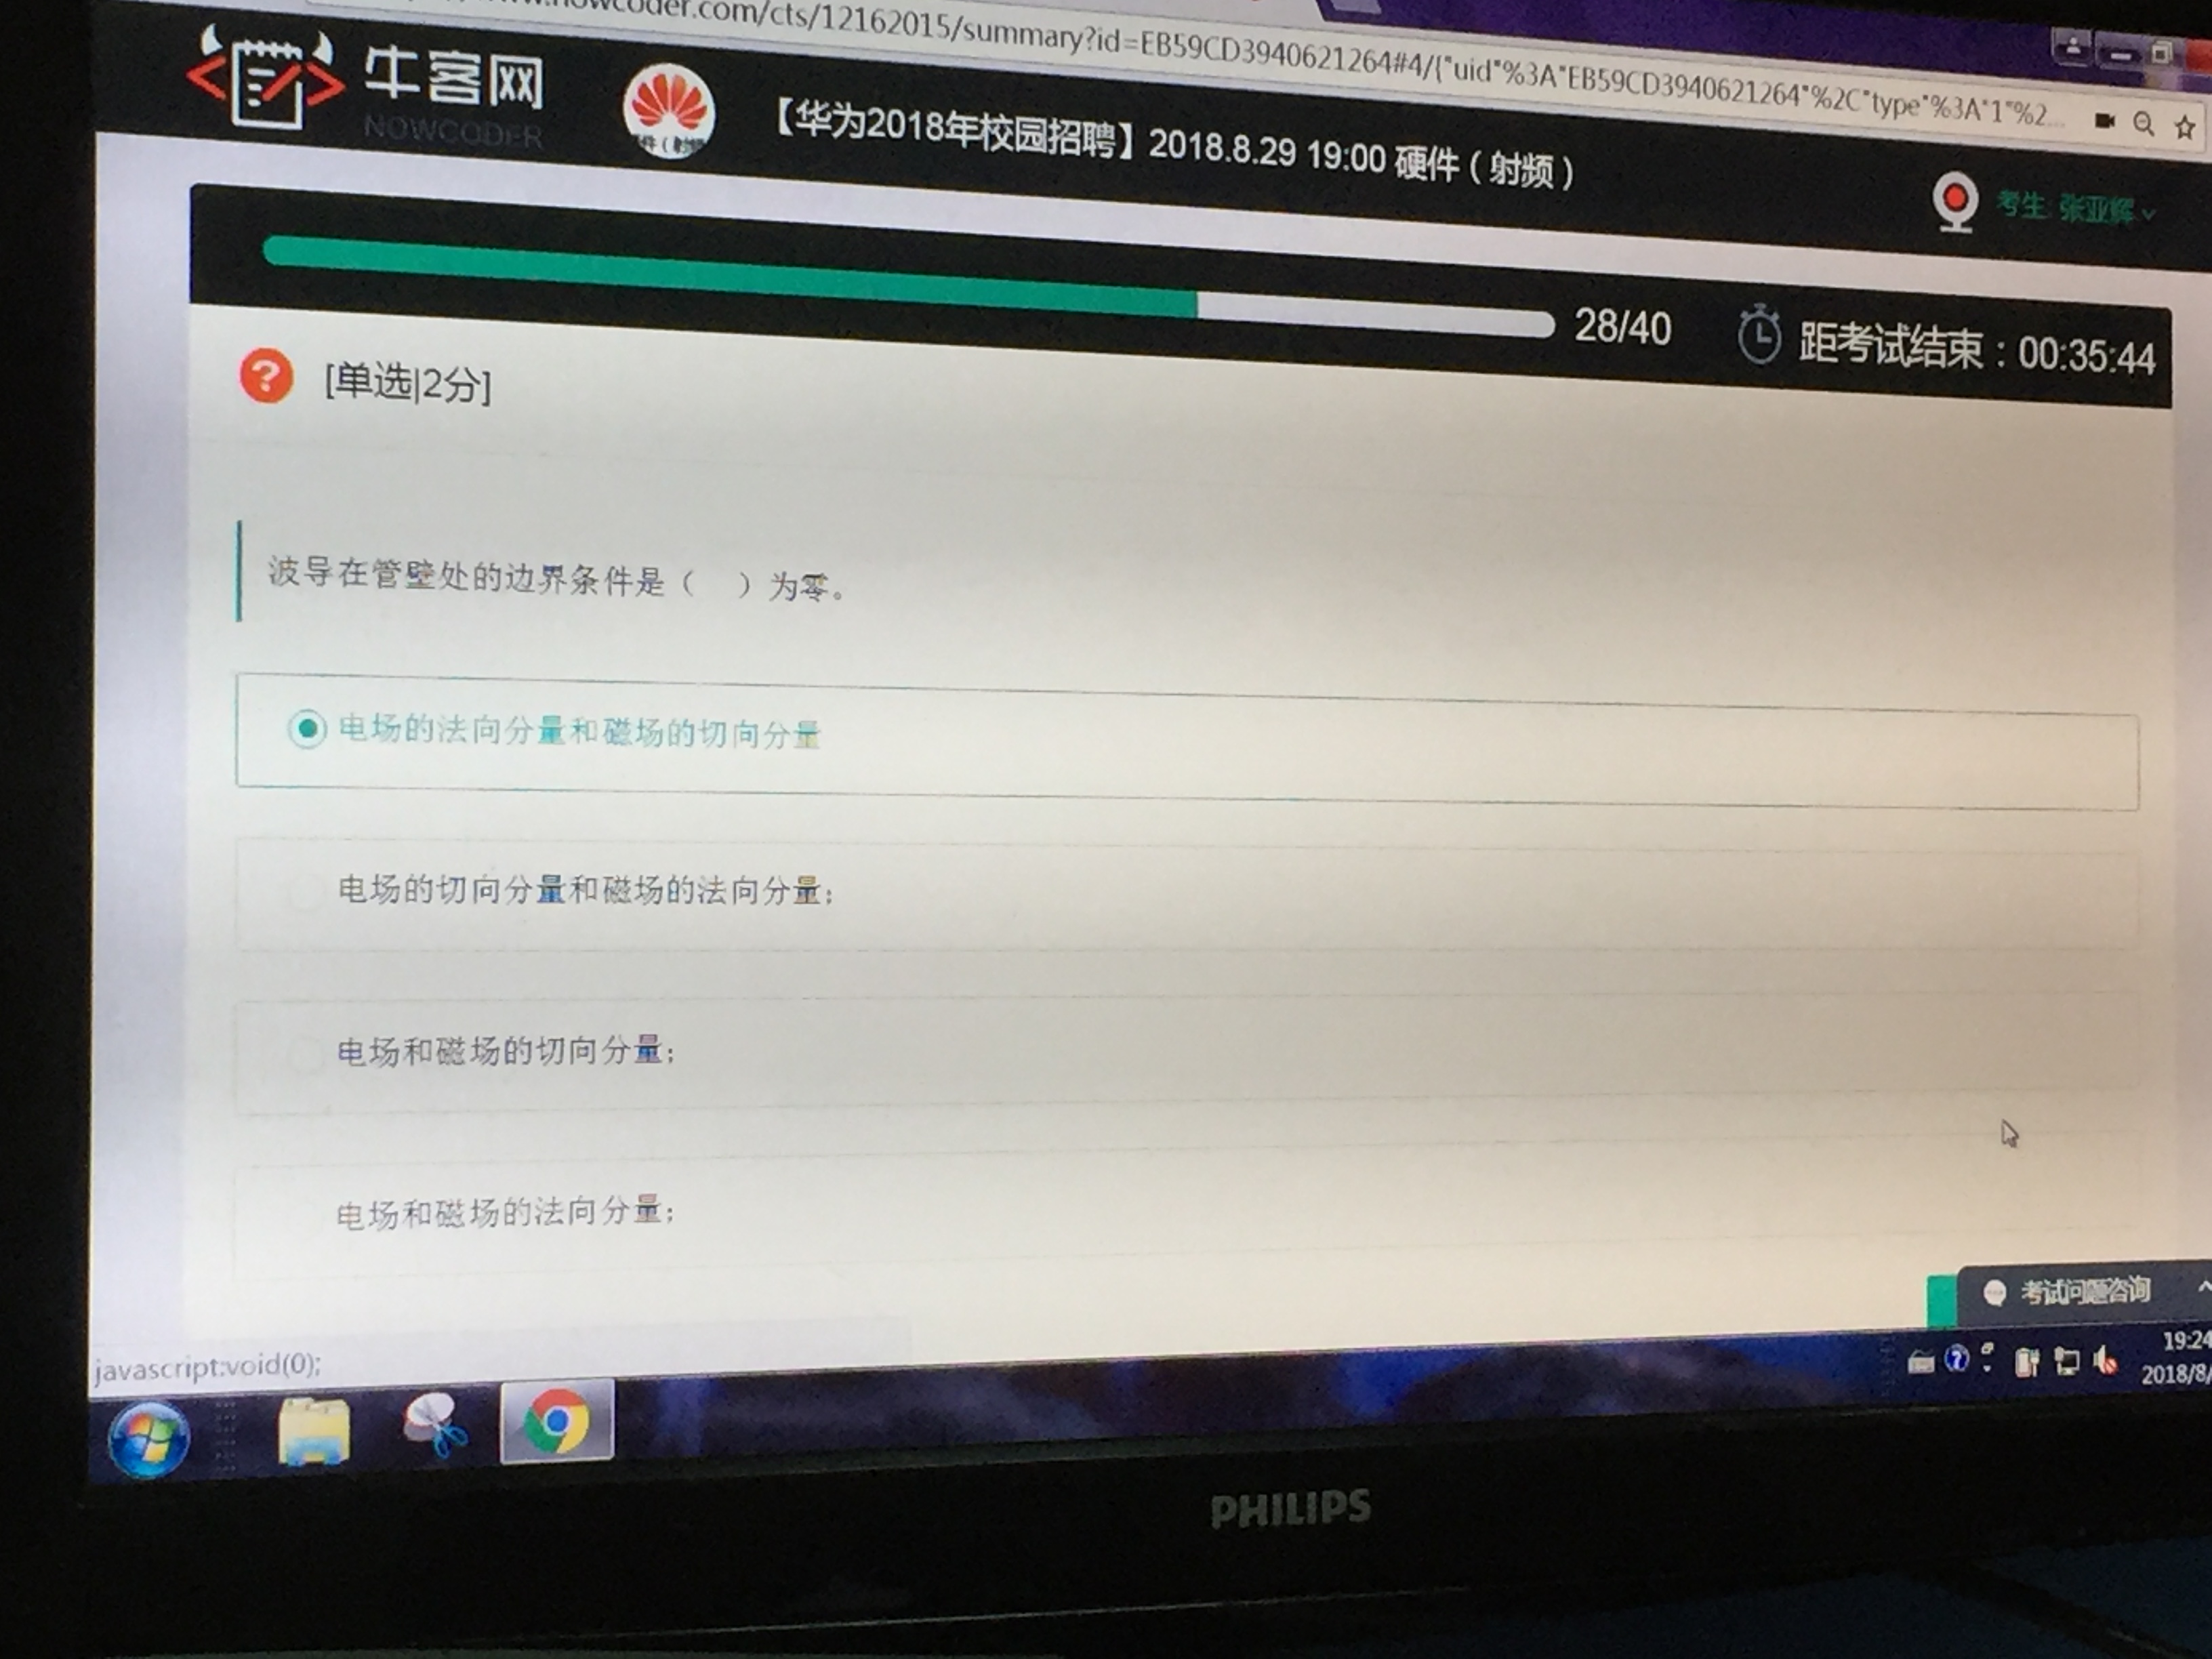 nowcoder.com/cts/12162015/summary?id=EB59CD3940621264#4/{"uid"%3A"EB59CD3940621264"%2C"type"%3A"1"%2...
牛客网
NOWCODER
【华为2018年校园招聘】2018.8.29 19:00 硬件（射频）
考生: 张亚辉
28/40
距考试结束：00:35:44
[单选|2分]
波导在管壁处的边界条件是（ ）为零。
电场的法向分量和磁场的切向分量
电场的切向分量和磁场的法向分量；
电场和磁场的切向分量；
电场和磁场的法向分量；
考试问题咨询
javascript:void(0);
19:24
2018/8/
PHILIPS